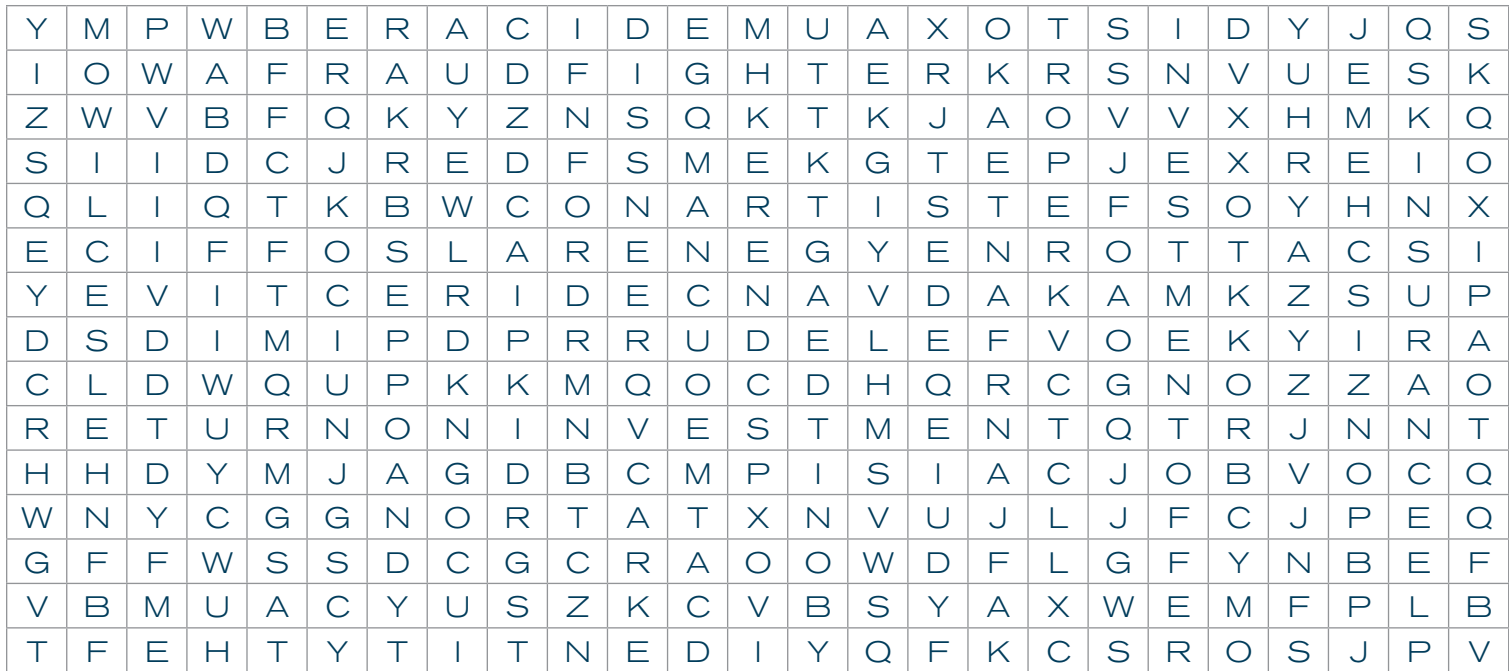 Y M P W B E R A C I D E M U A X O T S I D Y J Q S
I O W A F R A U D F I G H T E R K R S N V U E S K
Z W V B F Q K Y Z N S Q K T K J A O V V X H M K Q
S I I D C J R E D F S M E K G T E P J E X R E I O
Q L I Q T K B W C O N A R T I S T E F S O Y H N X
E C I F F O S L A R E N E G Y E N R O T T A C S I
Y E V I T C E R I D E C N A V D A K A M K Z S U P
D S D I M I P D P R R U D E L E F V O E K Y I R A
C L D W Q U P K K M Q O C D H Q R C G N O Z Z A O
R E T U R N O N I N V E S T M E N T Q T R J N N T
H H D Y M J A G D B C M P I S I A C J O B V O C Q
W N Y C G G N O R T A T X N V U J L J F C J P E Q
G F F W S S D C G C R A O O W D F L G F Y N B E F
V B M U A C Y U S Z K C V B S Y A X W E M F P L B
T F E H T Y T I T N E D I Y Q F K C S R O S J P V